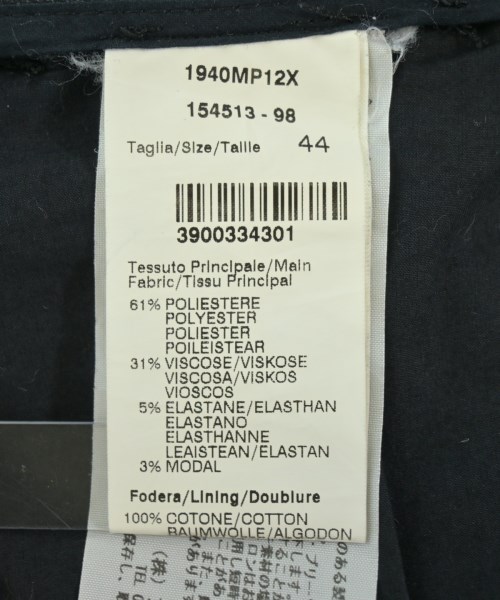 1940MP12X
154513 - 98
Taglia/Size/Taille 44
3900334301
Tessuto Principale/Main
Fabric/Tissu Principal
61% POLIESTERE
POLYESTER
POLIESTER
POILEISTEAR
31% VISCOSE/VISKOSE
VISCOSA/VISKOS
VIOSCOS
5% ELASTANE/ELASTHAN
ELASTANO
ELASTHANNE
LEAISTEAN/ELASTAN
3% MODAL
Fodera/Lining/Doublure
100% COTONE/COTTON
BAUMWOLLE/ALGODON